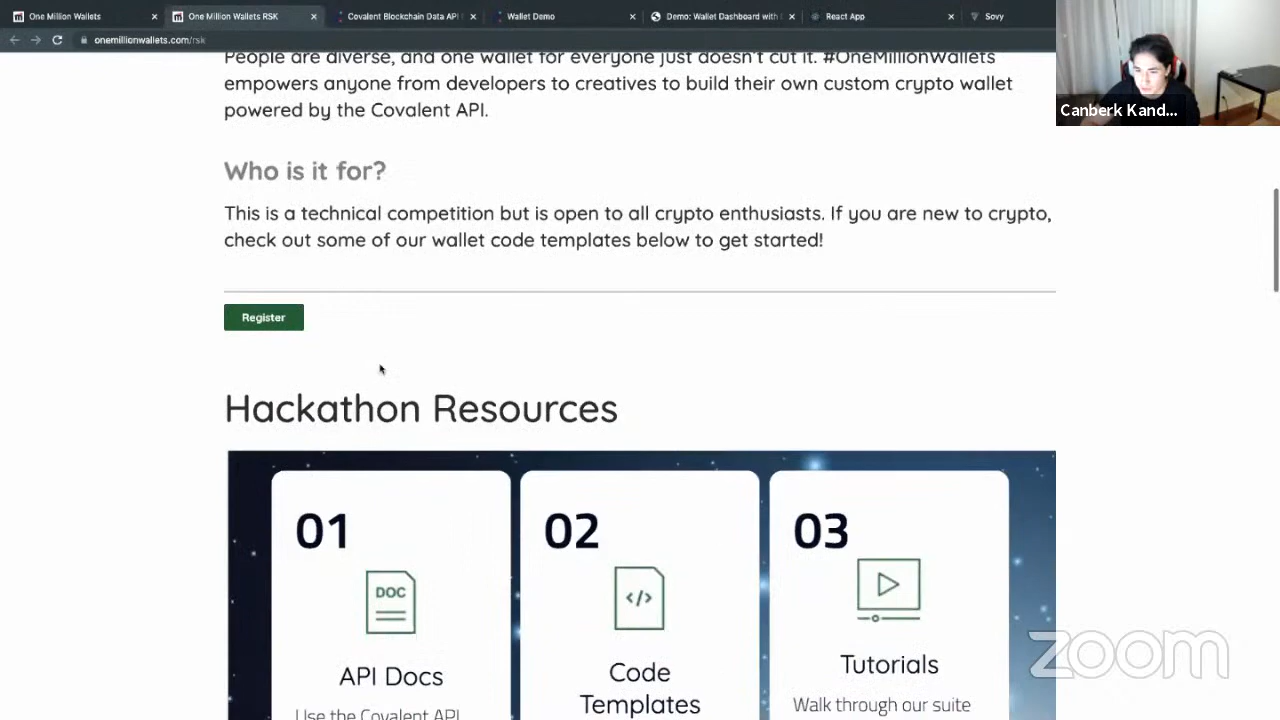 One Million Wallets
One Million Wallets RSK
Covalent Blockchain Data API
Wallet Demo
Demo: Wallet Dashboard with
React App
Sovy
onemillionwallets.com/rsk
Canberk Kand...
People are diverse, and one wallet for everyone just doesn't cut it. #OneMillionWallets
empowers anyone from developers to creatives to build their own custom crypto wallet
powered by the Covalent API.
Who is it for?
This is a technical competition but is open to all crypto enthusiasts. If you are new to crypto,
check out some of our wallet code templates below to get started!
Register
Hackathon Resources
01
DOC
API Docs
Use the Covalent API
02
</>
Code
Templates
03
Tutorials
Walk through our suite
zoom